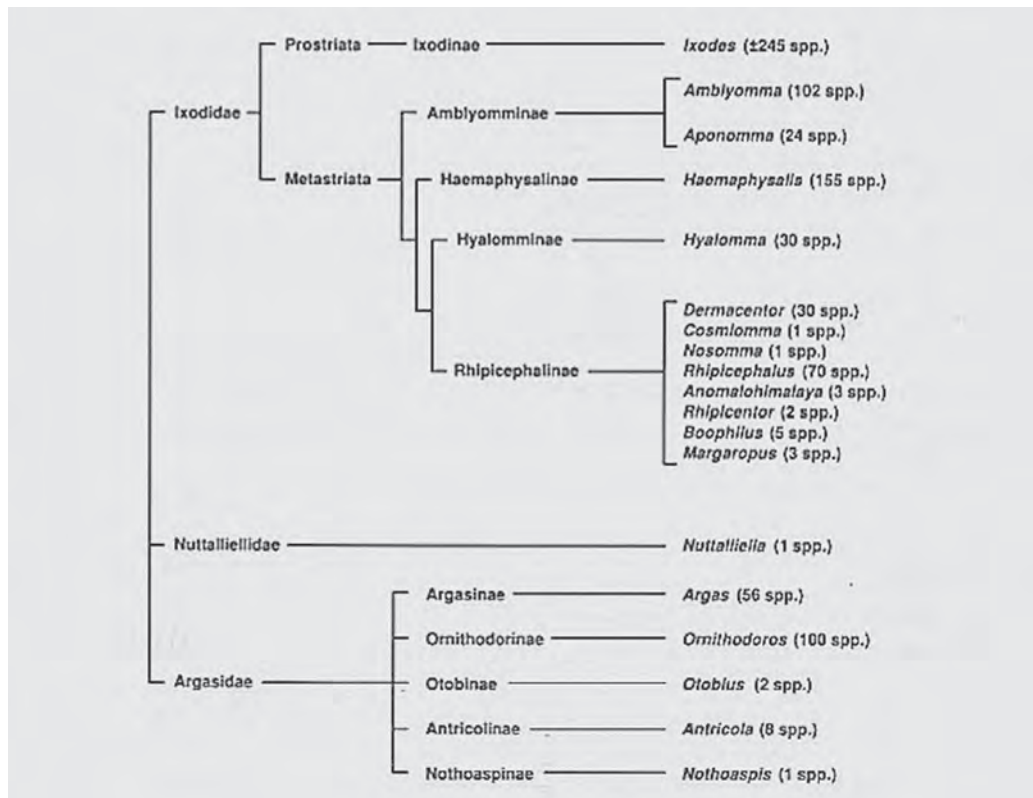 Prostriata Ixodinae Ixodes (±245 spp.)
Amblyomma (102 spp.)
Ixodidae Amblyomminae
Aponomma (24 spp.)
Metastriata Haemaphysalinae Haemaphysalis (155 spp.)
Hyalomminae Hyalomma (30 spp.)
Dermacentor (30 spp.)
Cosmiomma (1 spp.)
Nosomma (1 spp.)
Rhipicephalinae Rhipicephalus (70 spp.)
Anomalohimalaya (3 spp.)
Rhipicentor (2 spp.)
Boophilus (5 spp.)
Margaropus (3 spp.)
Nuttalliellidae Nuttalliella (1 spp.)
Argasinae Argas (56 spp.)
Ornithodorinae Ornithodoros (100 spp.)
Argasidae Otobinae Otobius (2 spp.)
Antricolinae Antricola (8 spp.)
Nothoaspinae Nothoaspis (1 spp.)